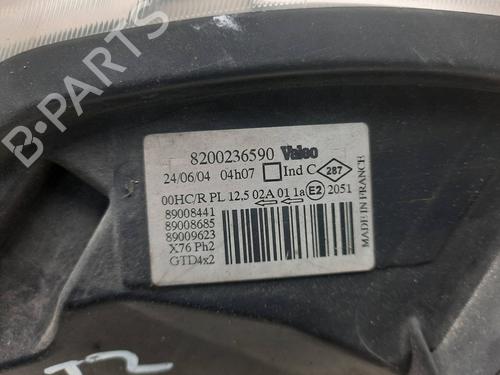 B-PARTS
8200236590 Valeo
24/06/04 04h07 Ind C 287
00HC/R PL 12,5 02A 01 1a E2 2051
89008441
89008685
89009623
X76 Ph2
GTD4x2
MADE IN FRANCE